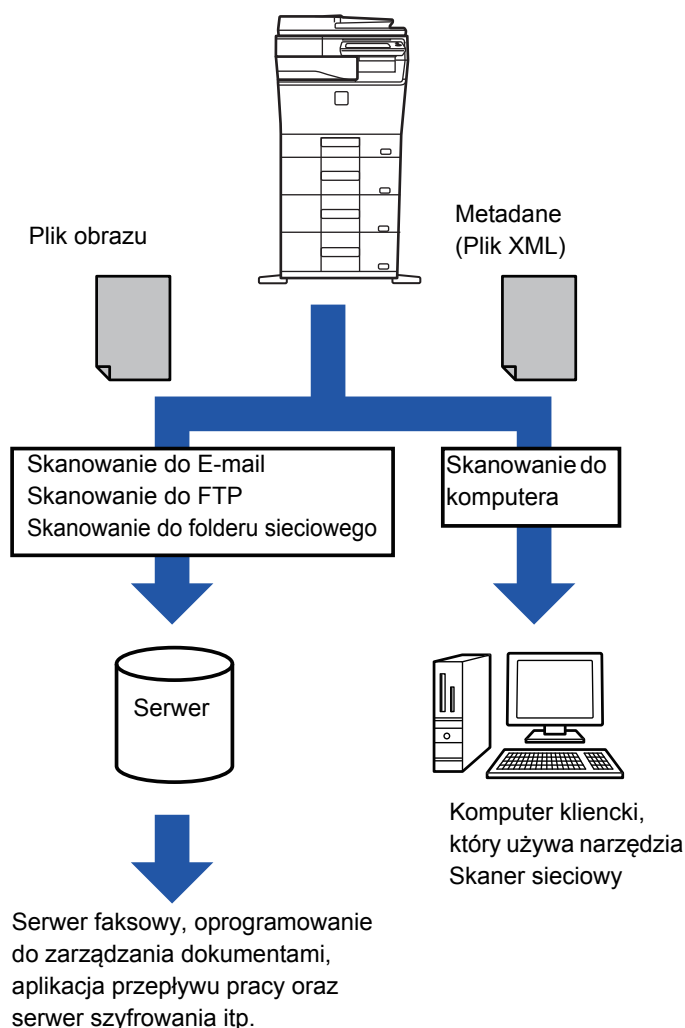 Plik obrazu
Metadane
(Plik XML)
Skanowanie do E-mail
Skanowanie do FTP
Skanowanie do folderu sieciowego
Skanowanie do
komputera
Serwer
Komputer kliencki,
który używa narzędzia
Skaner sieciowy
Serwer faksowy, oprogramowanie
do zarządzania dokumentami,
aplikacja przepływu pracy oraz
serwer szyfrowania itp.